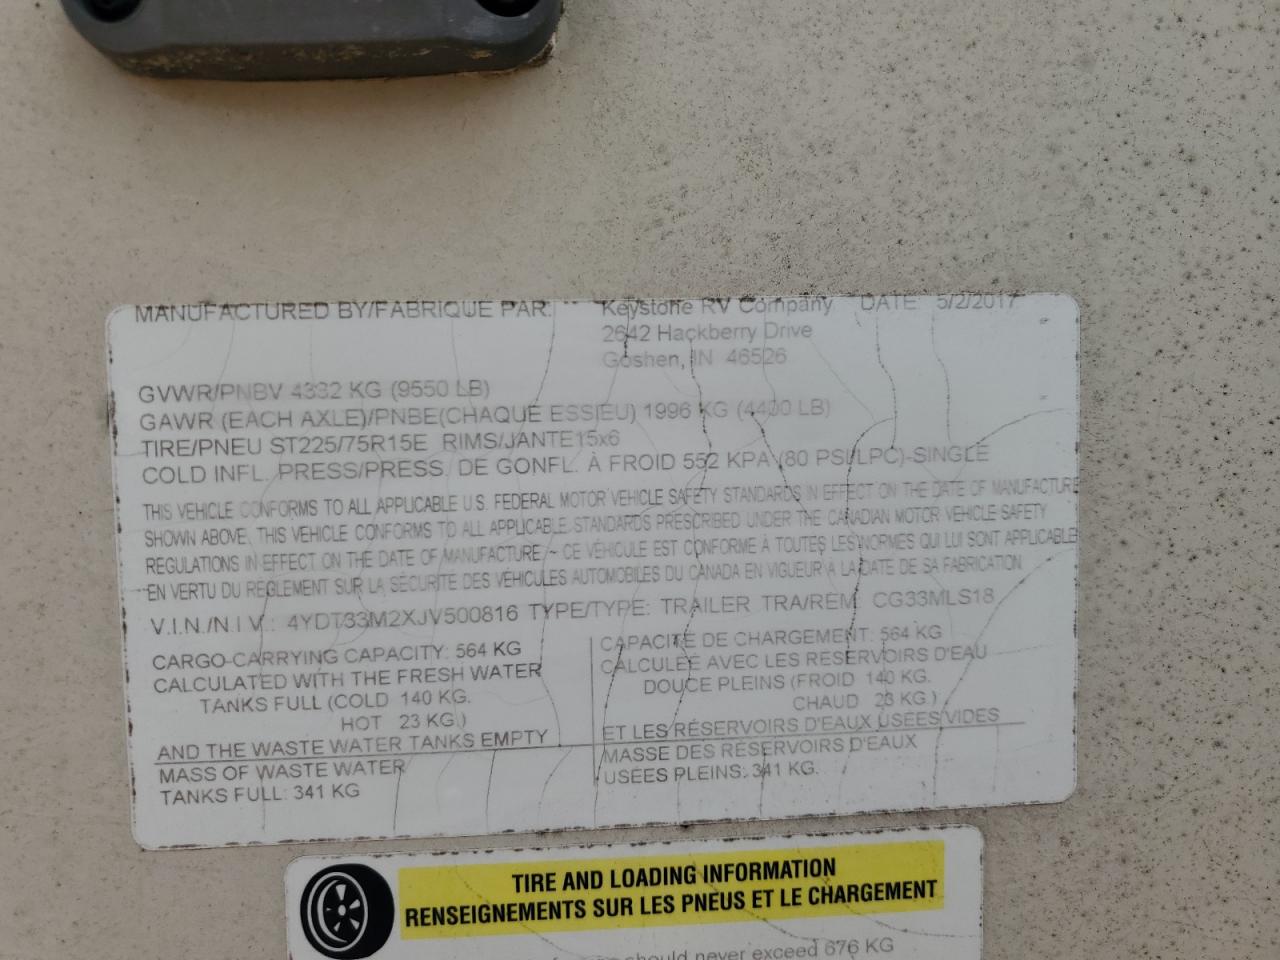 MANUFACTURED BY/FABRIQUE PAR: Keystone RV Company DATE: 5/2/2017
2642 Hackberry Drive
Goshen, IN 46526
GVWR/PNBV 4332 KG (9550 LB)
GAWR (EACH AXLE)/PNBE(CHAQUE ESSIEU) 1996 KG (4400 LB)
TIRE/PNEU ST225/75R15E RIMS/JANTE15x6
COLD INFL. PRESS/PRESS. DE GONFL. À FROID 552 KPA (80 PSI/LPC)-SINGLE
THIS VEHICLE CONFORMS TO ALL APPLICABLE U.S. FEDERAL MOTOR VEHICLE SAFETY STANDARDS IN EFFECT ON THE DATE OF MANUFACTURE
SHOWN ABOVE. THIS VEHICLE CONFORMS TO ALL APPLICABLE STANDARDS PRESCRIBED UNDER THE CANADIAN MOTOR VEHICLE SAFETY
REGULATIONS IN EFFECT ON THE DATE OF MANUFACTURE / ~ CE VÉHICULE EST CONFORME À TOUTES LES NORMES QUI LUI SONT APPLICABLE
EN VERTU DU RÈGLEMENT SUR LA SÉCURITÉ DES VÉHICULES AUTOMOBILES DU CANADA EN VIGUEUR À LA DATE DE SA FABRICATION
V.I.N./N.I.V.: 4YDT33M2XJV500816 TYPE/TYPE: TRAILER TRA/REM CG33MLS18
CARGO-CARRYING CAPACITY: 564 KG
CALCULATED WITH THE FRESH WATER
TANKS FULL (COLD 140 KG.
HOT 23 KG.)
AND THE WASTE WATER TANKS EMPTY
MASS OF WASTE WATER
TANKS FULL: 341 KG
CAPACITÉ DE CHARGEMENT: 564 KG
CALCULÉE AVEC LES RÉSERVOIRS D'EAU
DOUCE PLEINS (FROID 140 KG.
CHAUD 23 KG.)
ET LES RÉSERVOIRS D'EAUX USÉES VIDES
MASSE DES RÉSERVOIRS D'EAUX
USÉES PLEINS: 341 KG.
TIRE AND LOADING INFORMATION
RENSEIGNEMENTS SUR LES PNEUS ET LE CHARGEMENT
should never exceed 676 KG